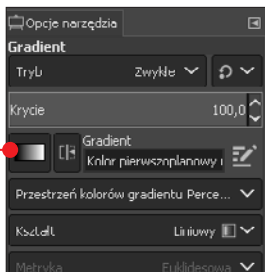 Opcje narzędzia
Gradient
Tryb Zwykłe
Krycie 100,0
Gradient
Kolor pierwszoplanowy
Przestrzeń kolorów gradientu Perce...
Kształt Liniowy
Metryka Euklidesowa